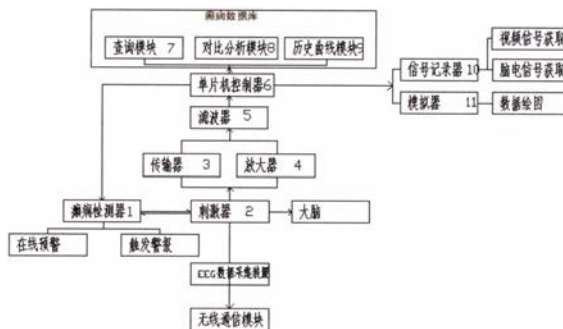 癫痫数据库
查询模块 7
对比分析模块8
历史曲线模块9
视频信号获取
信号记录器 10
脑电信号获取
单片机控制器6
模拟器 11
数据绘图
滤波器 5
传输器 3
放大器 4
癫痫检测器1
刺激器 2
大脑
在线预警
触发警报
EEG数据采集装置
无线通信模块